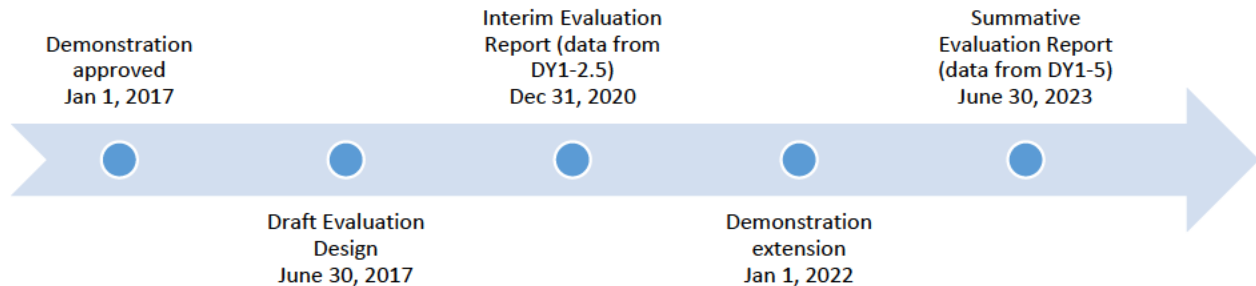 Demonstration
approved
Jan 1, 2017
Draft Evaluation
Design
June 30, 2017
Interim Evaluation
Report (data from
DY1-2.5)
Dec 31, 2020
Demonstration
extension
Jan 1, 2022
Summative
Evaluation Report
(data from DY1-5)
June 30, 2023